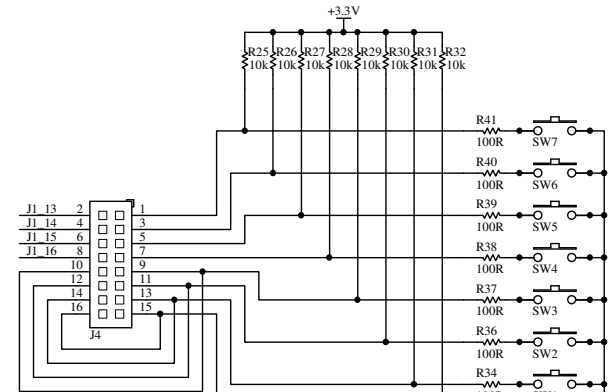 +3.3V
R25 R26 R27 R28 R29 R30 R31 R32
10k 10k 10k 10k 10k 10k 10k 10k
R41
100R SW7
R40
100R SW6
J1_13 2 1 R39
J1_14 4 3 100R SW5
J1_15 6 5
J1_16 8 7 R38
10 9 100R SW4
12 11 R37
14 13 100R SW3
16 15 R36
J4 100R SW2
R34